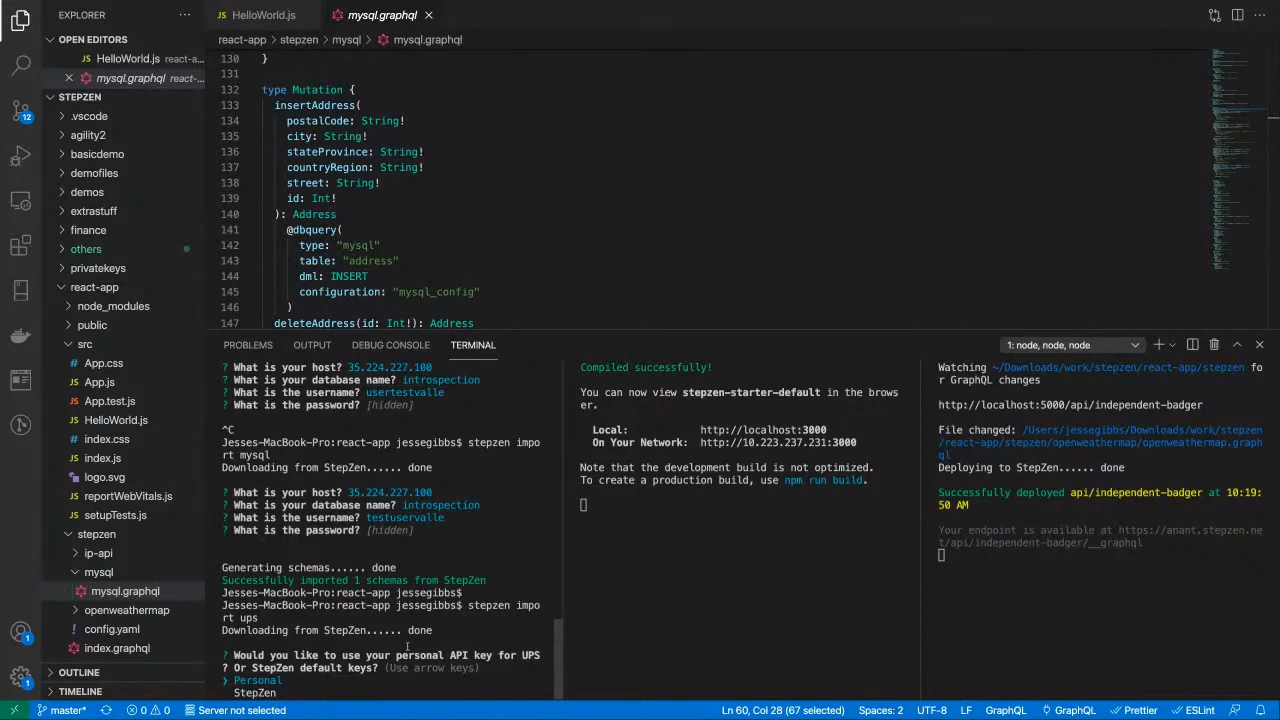 EXPLORER
OPEN EDITORS
HelloWorld.js react-a...
mysql.graphql react-...
STEPZEN
.vscode
agility2
basicdemo
demofiles
demos
extrastuff
finance
others
privatekeys
react-app
node_modules
public
src
App.css
App.js
App.test.js
HelloWorld.js
index.css
index.js
logo.svg
reportWebVitals.js
setupTests.js
stepzen
ip-api
mysql
mysql.graphql
openweathermap
config.yaml
index.graphql
OUTLINE
TIMELINE
12
1
1
HelloWorld.js
mysql.graphql
react-app > stepzen > mysql > mysql.graphql
130 }
131
132 type Mutation {
133 insertAddress(
134 postalCode: String!
135 city: String!
136 stateProvince: String!
137 countryRegion: String!
138 street: String!
139 id: Int!
140 ): Address
141 @dbquery(
142 type: "mysql"
143 table: "address"
144 dml: INSERT
145 configuration: "mysql_config"
146 )
147 deleteAddress(id: Int!): Address
PROBLEMS OUTPUT DEBUG CONSOLE TERMINAL
1: node, node, node
? What is your host? 35.224.227.100
? What is your database name? introspection
? What is the username? usertestvalle
? What is the password? [hidden]
^C
Jesses-MacBook-Pro:react-app jessegibbs$ stepzen impo
rt mysql
Downloading from StepZen...... done
? What is your host? 35.224.227.100
? What is your database name? introspection
? What is the username? testuservalle
? What is the password? [hidden]
Generating schemas...... done
Successfully imported 1 schemas from StepZen
Jesses-MacBook-Pro:react-app jessegibbs$
Jesses-MacBook-Pro:react-app jessegibbs$ stepzen impo
rt ups
Downloading from StepZen...... done
? Would you like to use your personal API key for UPS
? Or StepZen default keys? (Use arrow keys)
❯ Personal
StepZen
Compiled successfully!
You can now view stepzen-starter-default in the brows
er.
Local: http://localhost:3000
On Your Network: http://10.223.237.231:3000
Note that the development build is not optimized.
To create a production build, use npm run build.
Watching ~/Downloads/work/stepzen/react-app/stepzen fo
r GraphQL changes
http://localhost:5000/api/independent-badger
File changed: /Users/jessegibbs/Downloads/work/stepzen
/react-app/stepzen/openweathermap/openweathermap.graph
ql
Deploying to StepZen...... done
Successfully deployed api/independent-badger at 10:19:
50 AM
Your endpoint is available at https://anant.stepzen.ne
t/api/independent-badger/__graphql
master* 0 0 Server not selected Ln 60, Col 28 (67 selected) Spaces: 2 UTF-8 LF GraphQL GraphQL Prettier ESLint